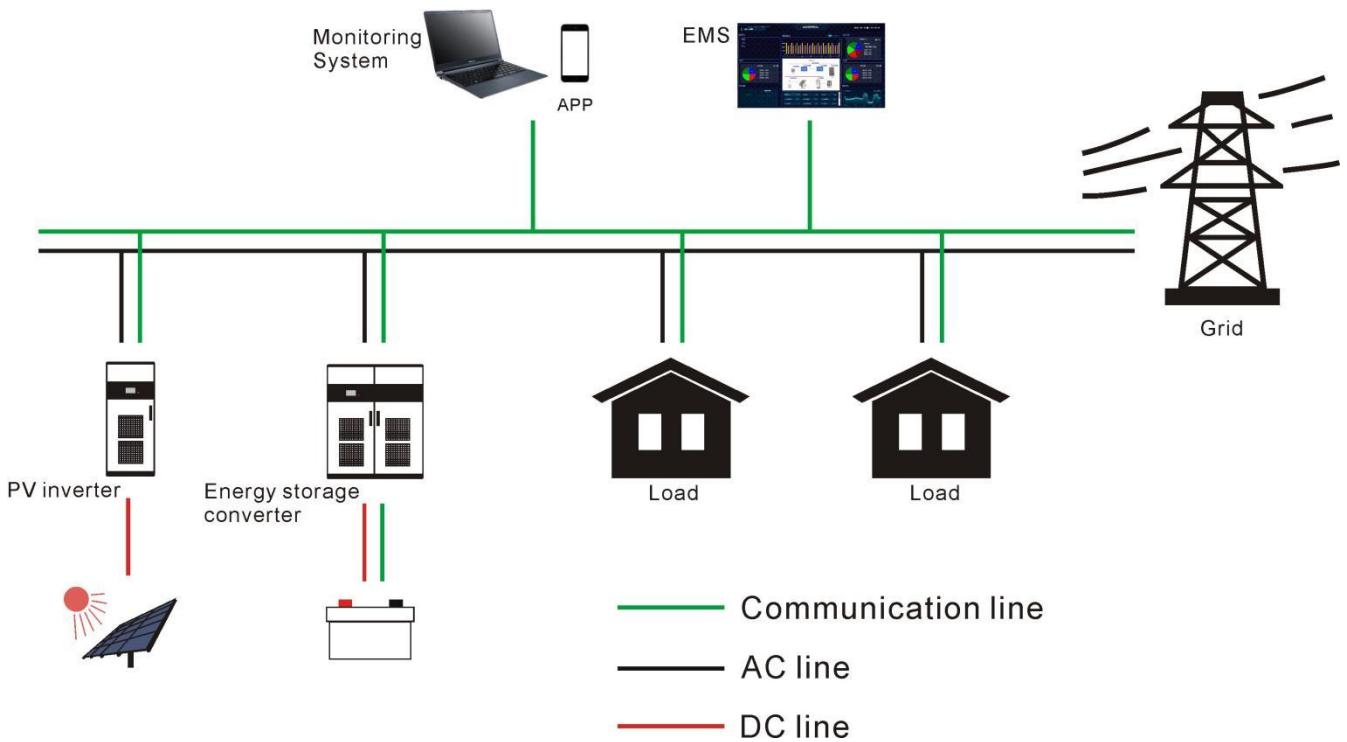 Monitoring
System
APP
EMS
Grid
PV inverter
Energy storage
converter
Load
Load
Communication line
AC line
DC line